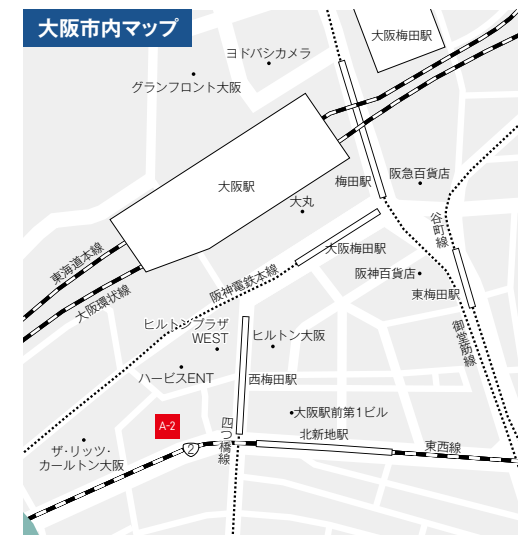 大阪市内マップ
大阪梅田駅
ヨドバシカメラ
グランフロント大阪
大阪駅
梅田駅
阪急百貨店
大丸
谷町線
大阪梅田駅
東海道本線
阪神電鉄本線
阪神百貨店
大阪環状線
東梅田駅
御堂筋線
ヒルトンプラザ
WEST
ヒルトン大阪
ハービスENT
西梅田駅
A-2
四つ橋線
大阪駅前第1ビル
北新地駅
東西線
2
ザ・リッツ・
カールトン大阪